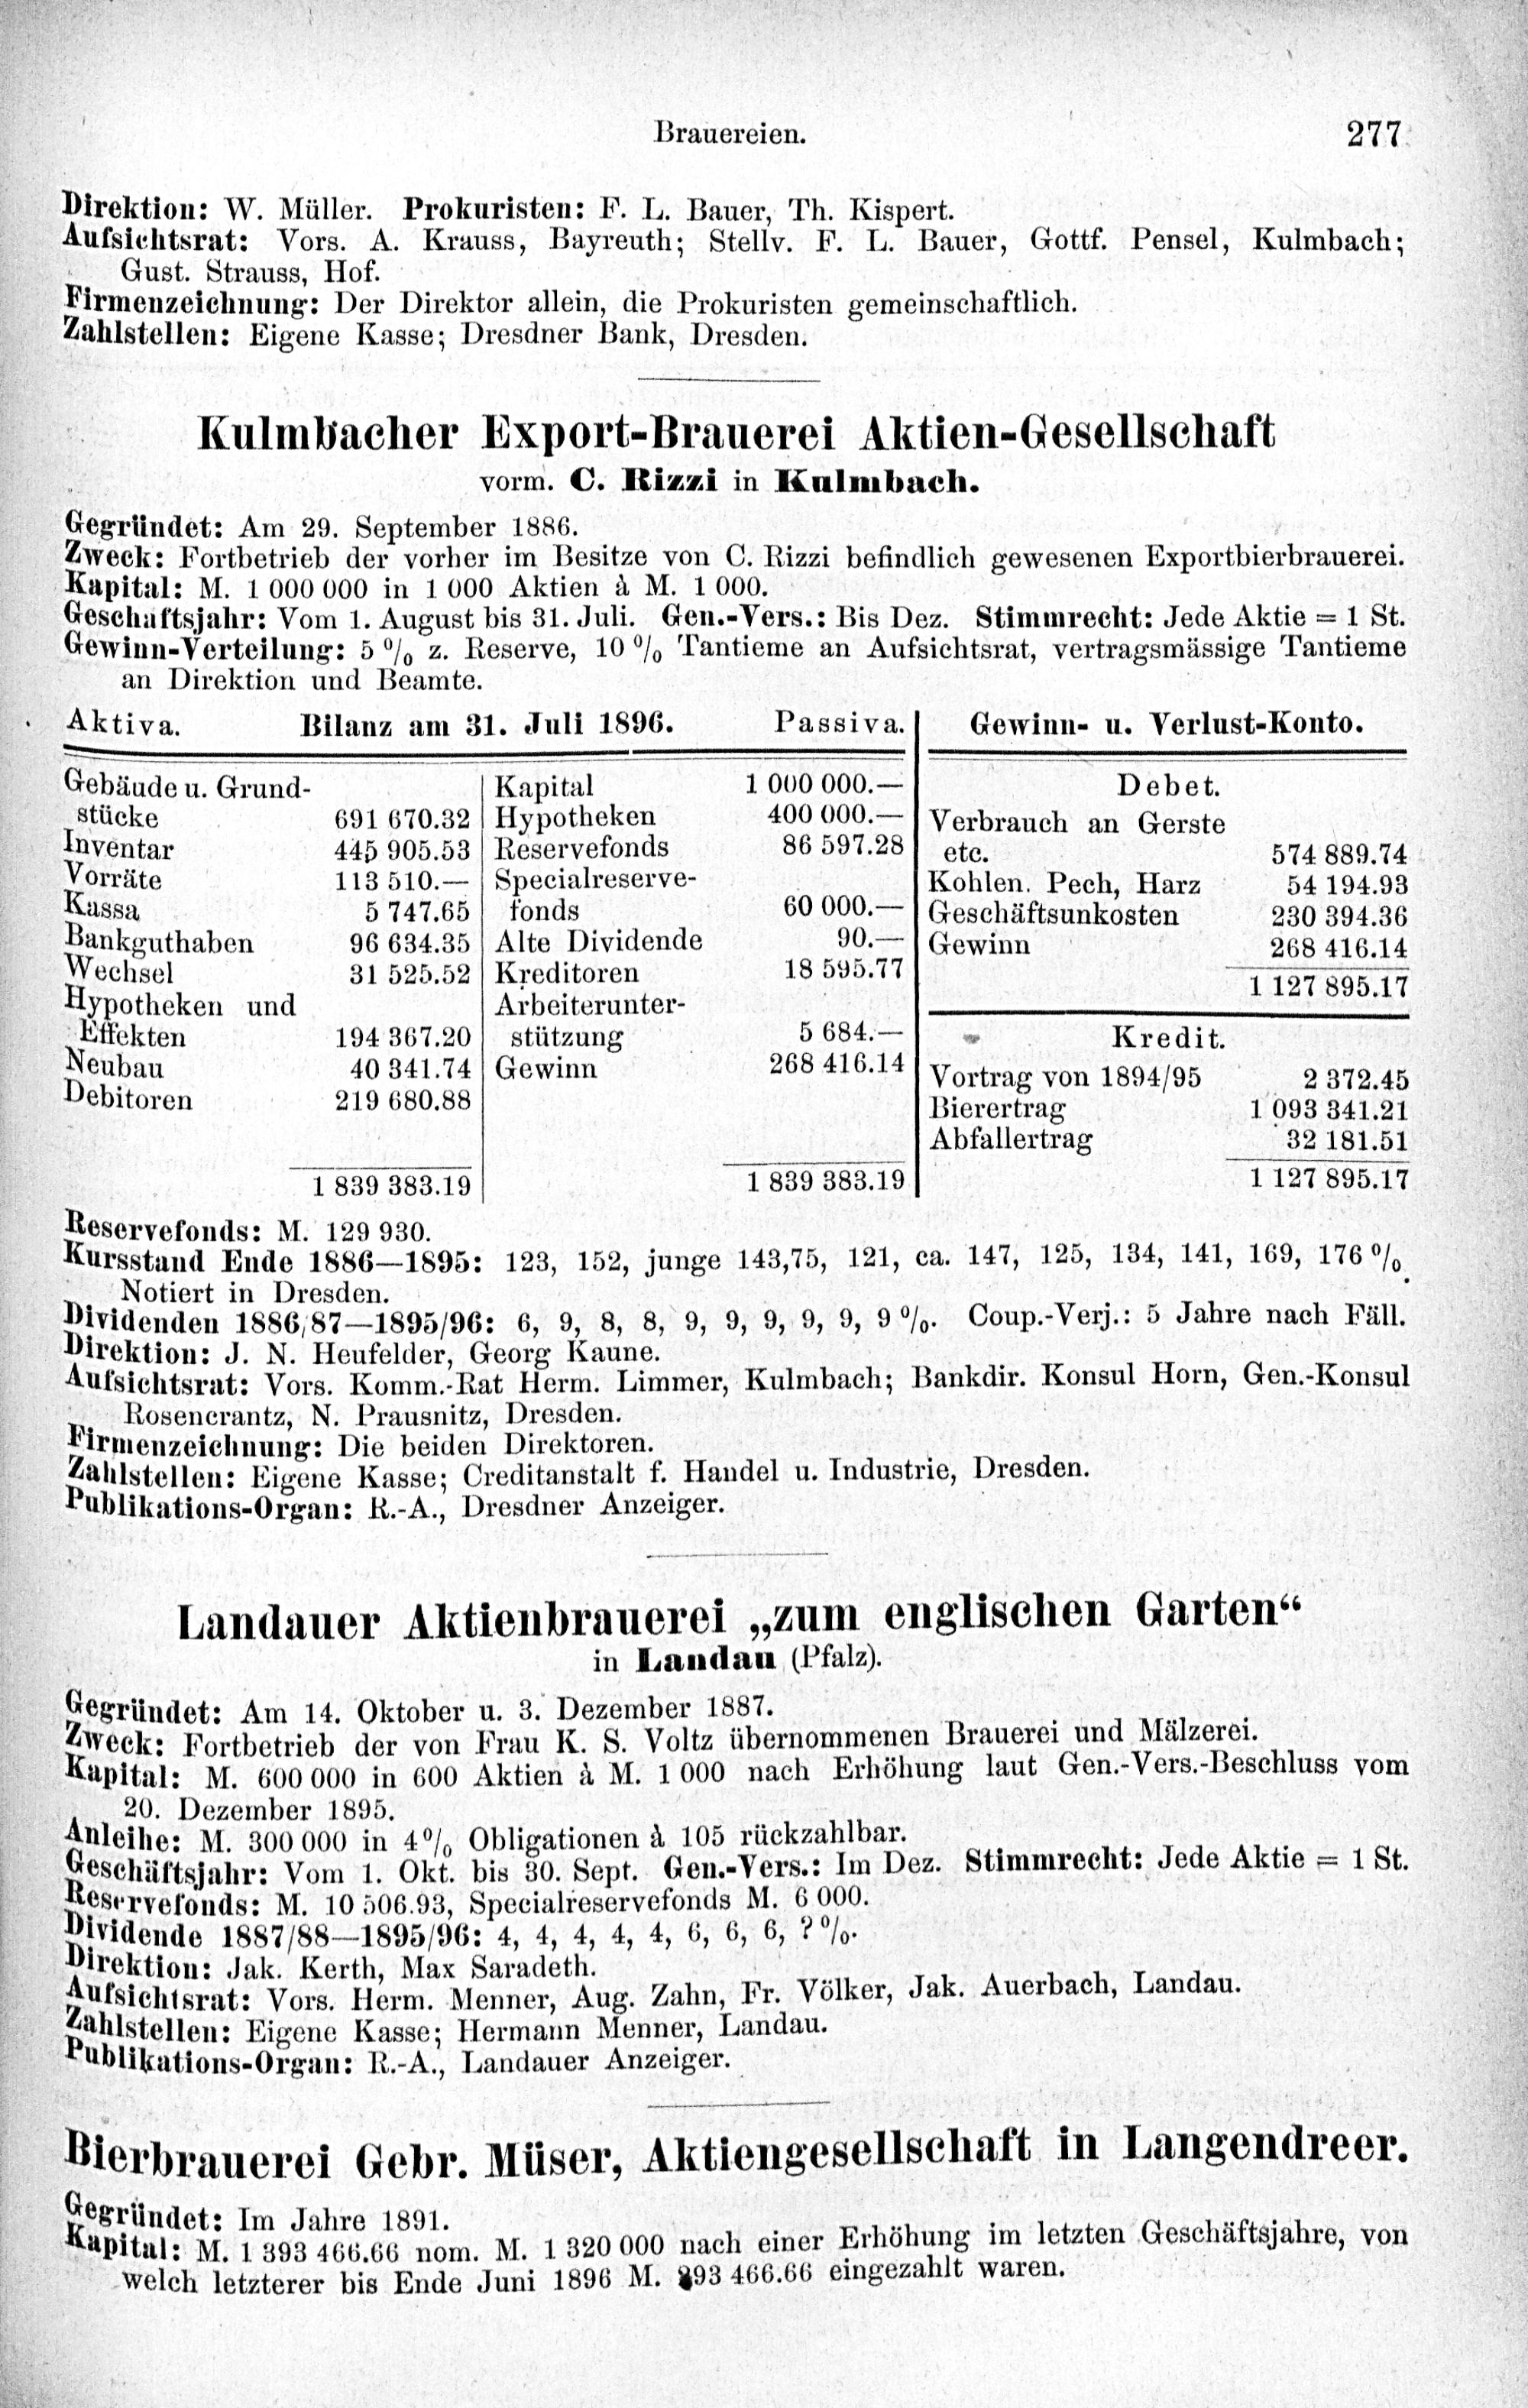 Brauereien. 277
Direktion: W. Müller. Prokuristen: F. L. Bauer, Th. Kispert.
Aufsichtsrat: Vors. A. Krauss, Bayreuth; Stellv. F. L. Bauer, Gottf. Pensel, Kulmbach;
Gust. Strauss, Hof.
Firmenzeichnung: Der Direktor allein, die Prokuristen gemeinschaftlich.
Zahlstellen: Eigene Kasse; Dresdner Bank, Dresden.
Kulmbacher Export-Brauerei Aktien-Gesellschaft
vorm. C. Rizzi in Kulmbach.
Gegründet: Am 29. September 1886.
Zweck: Fortbetrieb der vorher im Besitze von C. Rizzi befindlich gewesenen Exportbierbrauerei.
Kapital: M. 1 000 000 in 1 000 Aktien à M. 1 000.
Geschäftsjahr: Vom 1. August bis 31. Juli. Gen.-Vers.: Bis Dez. Stimmrecht: Jede Aktie = 1 St.
Gewinn-Verteilung: 5 % z. Reserve, 10 % Tantieme an Aufsichtsrat, vertragsmässige Tantieme
an Direktion und Beamte.
Aktiva. Bilanz am 31. Juli 1896. Passiva.
Gebäude u. Grund-
stücke 691 670.32
Inventar 445 905.53
Vorräte 113 510.—
Kassa 5 747.65
Bankguthaben 96 634.35
Wechsel 31 525.52
Hypotheken und
Effekten 194 367.20
Neubau 40 341.74
Debitoren 219 680.88
1 839 383.19
Kapital 1 000 000.—
Hypotheken 400 000.—
Reservefonds 86 597.28
Specialreserve-
fonds 60 000.—
Alte Dividende 90.—
Kreditoren 18 595.77
Arbeiterunter-
stützung 5 684.—
Gewinn 268 416.14
1 839 383.19
Gewinn- u. Verlust-Konto.
Debet.
Verbrauch an Gerste
etc. 574 889.74
Kohlen. Pech, Harz 54 194.93
Geschäftsunkosten 230 394.36
Gewinn 268 416.14
1 127 895.17
Kredit.
Vortrag von 1894/95 2 372.45
Bierertrag 1 093 341.21
Abfallertrag 32 181.51
1 127 895.17
Reservefonds: M. 129 930.
Kursstand Ende 1886—1895: 123, 152, junge 143,75, 121, ca. 147, 125, 134, 141, 169, 176 %.
Notiert in Dresden.
Dividenden 1886/87—1895/96: 6, 9, 8, 8, 9, 9, 9, 9, 9, 9 %. Coup.-Verj.: 5 Jahre nach Fäll.
Direktion: J. N. Heufelder, Georg Kaune.
Aufsichtsrat: Vors. Komm.-Rat Herm. Limmer, Kulmbach; Bankdir. Konsul Horn, Gen.-Konsul
Rosencrantz, N. Prausnitz, Dresden.
Firmenzeichnung: Die beiden Direktoren.
Zahlstellen: Eigene Kasse; Creditanstalt f. Handel u. Industrie, Dresden.
Publikations-Organ: R.-A., Dresdner Anzeiger.
Landauer Aktienbrauerei „zum englischen Garten“
in Landau (Pfalz).
Gegründet: Am 14. Oktober u. 3. Dezember 1887.
Zweck: Fortbetrieb der von Frau K. S. Voltz übernommenen Brauerei und Mälzerei.
Kapital: M. 600 000 in 600 Aktien à M. 1 000 nach Erhöhung laut Gen.-Vers.-Beschluss vom
20. Dezember 1895.
Anleihe: M. 300 000 in 4% Obligationen à 105 rückzahlbar.
Geschäftsjahr: Vom 1. Okt. bis 30. Sept. Gen.-Vers.: Im Dez. Stimmrecht: Jede Aktie = 1 St.
Reservefonds: M. 10 506.93, Specialreservefonds M. 6 000.
Dividende 1887/88—1895/96: 4, 4, 4, 4, 4, 6, 6, 6, ? %.
Direktion: Jak. Kerth, Max Saradeth.
Aufsichtsrat: Vors. Herm. Menner, Aug. Zahn, Fr. Völker, Jak. Auerbach, Landau.
Zahlstellen: Eigene Kasse; Hermann Menner, Landau.
Publikations-Organ: R.-A., Landauer Anzeiger.
Bierbrauerei Gebr. Müser, Aktiengesellschaft in Langendreer.
Gegründet: Im Jahre 1891.
Kapital: M. 1 393 466.66 nom. M. 1 320 000 nach einer Erhöhung im letzten Geschäftsjahre, von
welch letzterer bis Ende Juni 1896 M. 893 466.66 eingezahlt waren.